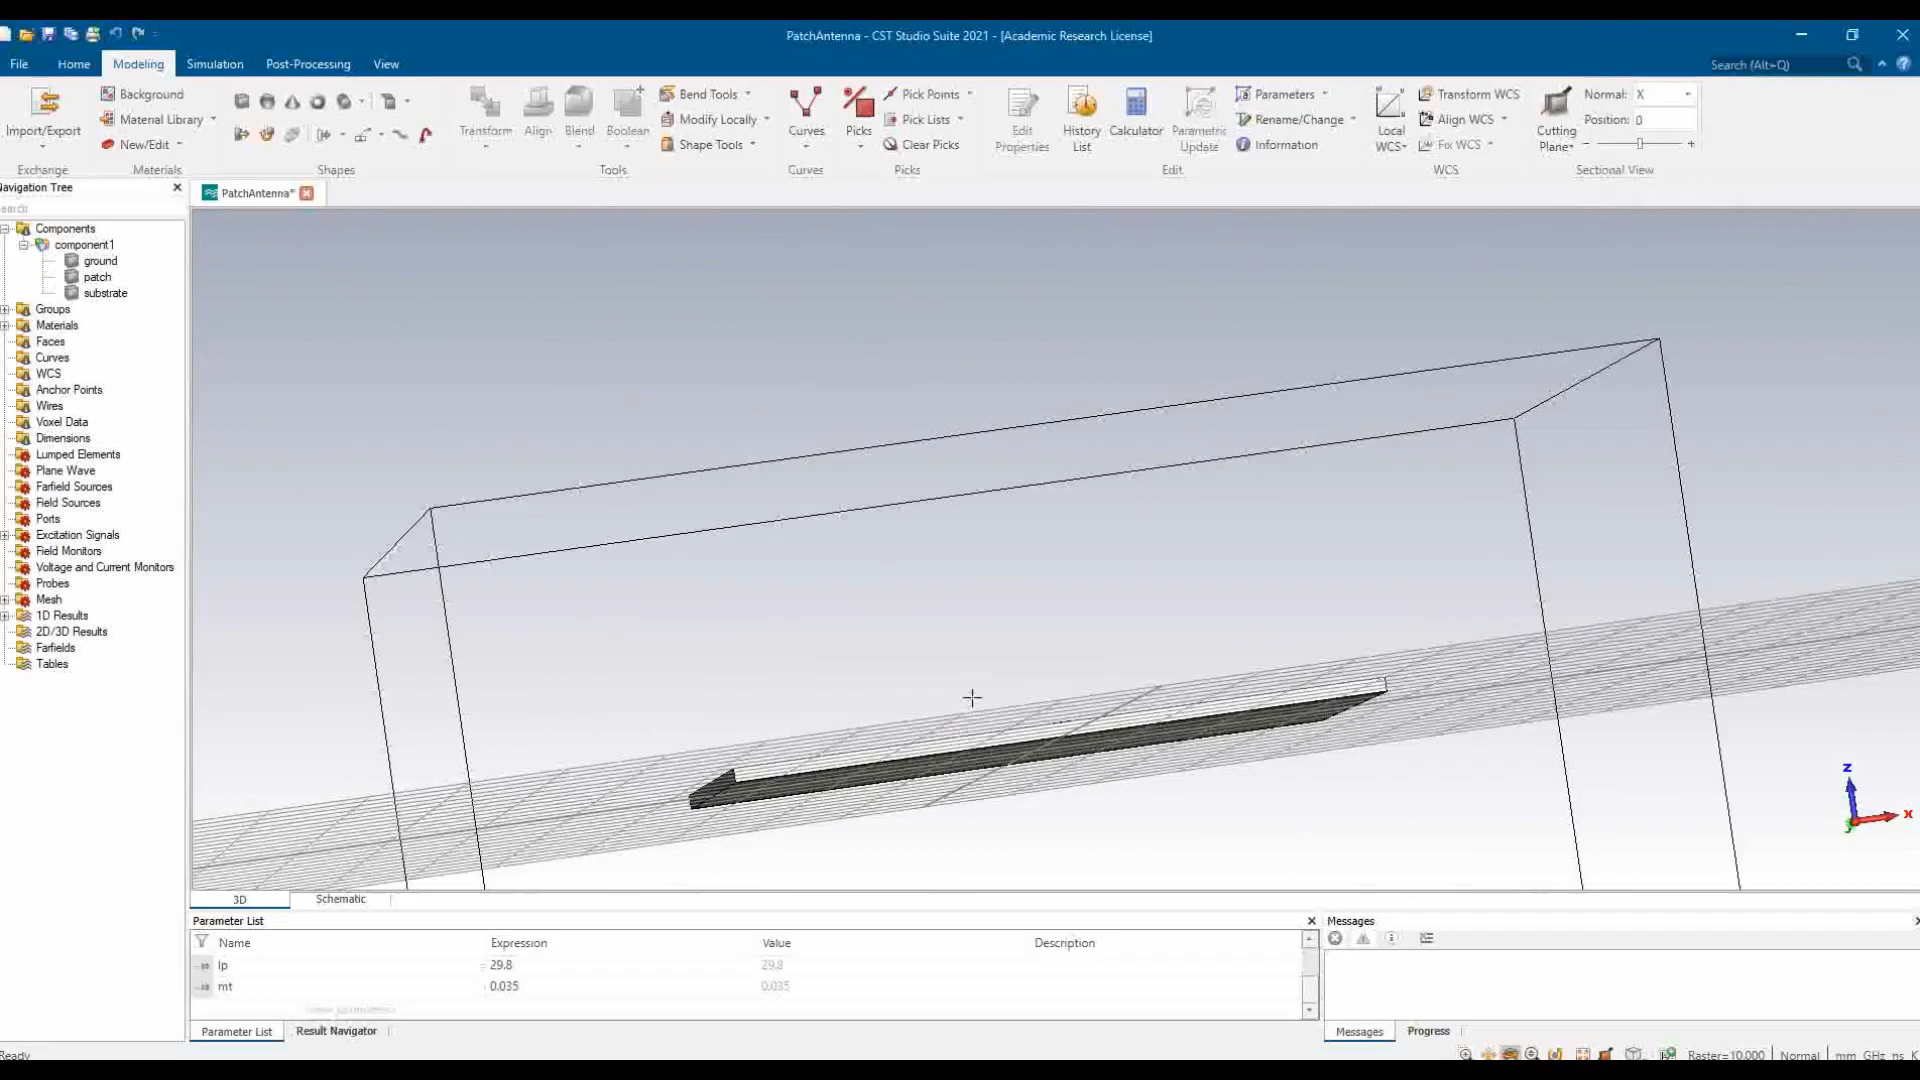 PatchAntenna - CST Studio Suite 2021 - [Academic Research License]
File Home Modeling Simulation Post-Processing View Search (Alt+Q)
Import/Export
Exchange
Background
Material Library
New/Edit
Materials
Shapes
Transform Align Blend Boolean
Bend Tools
Modify Locally
Shape Tools
Tools
Curves
Curves
Picks
Pick Points
Pick Lists
Clear Picks
Picks
Edit Properties
History List
Calculator
Parametric Update
Parameters
Rename/Change
Information
Edit
Local WCS
Transform WCS
Align WCS
Fix WCS
WCS
Cutting Plane
Normal: X
Position: 0
Sectional View
Navigation Tree
PatchAntenna*
Components
component1
ground
patch
substrate
Groups
Materials
Faces
Curves
WCS
Anchor Points
Wires
Voxel Data
Dimensions
Lumped Elements
Plane Wave
Farfield Sources
Field Sources
Ports
Excitation Signals
Field Monitors
Voltage and Current Monitors
Probes
Mesh
1D Results
2D/3D Results
Farfields
Tables
z
x
y
3D Schematic
Parameter List
Name Expression Value Description
lp = 29.8 29.8
mt 0.035 0.035
Parameter List Result Navigator
Messages
Messages Progress
Ready
Raster=10.000 Normal mm GHz ns K